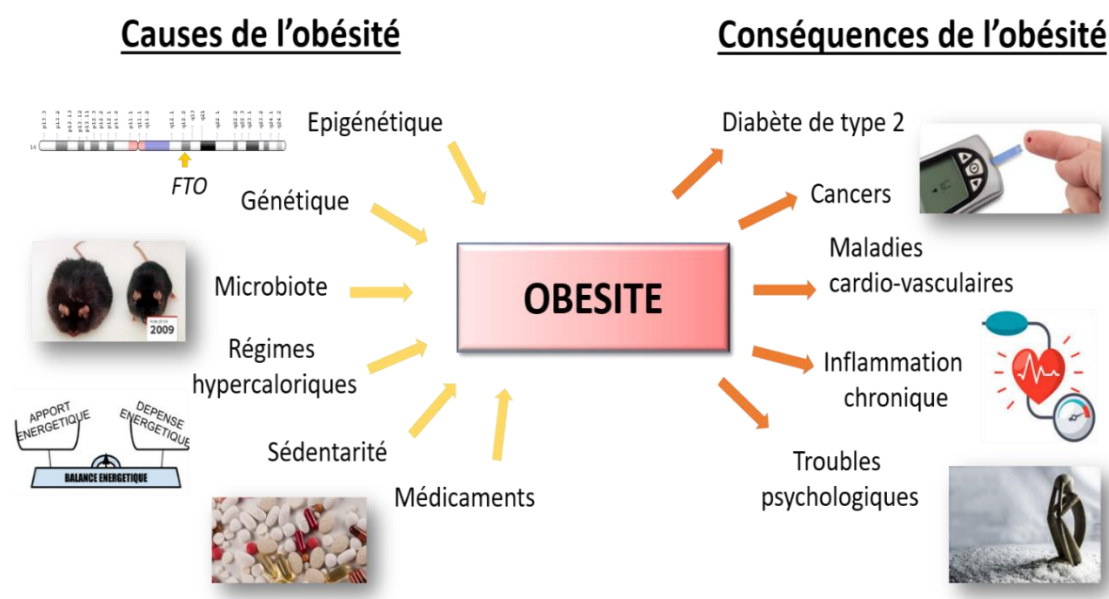 Causes de l'obésité
Conséquences de l'obésité
14
FTO
Epigénétique
Génétique
Microbiote
2009
Régimes
hypercaloriques
APPORT
ENERGETIQUE
DEPENSE
ENERGETIQUE
BALANCE ENERGETIQUE
Sédentarité
Médicaments
OBESITE
Diabète de type 2
Cancers
Maladies
cardio-vasculaires
Inflammation
chronique
Troubles
psychologiques